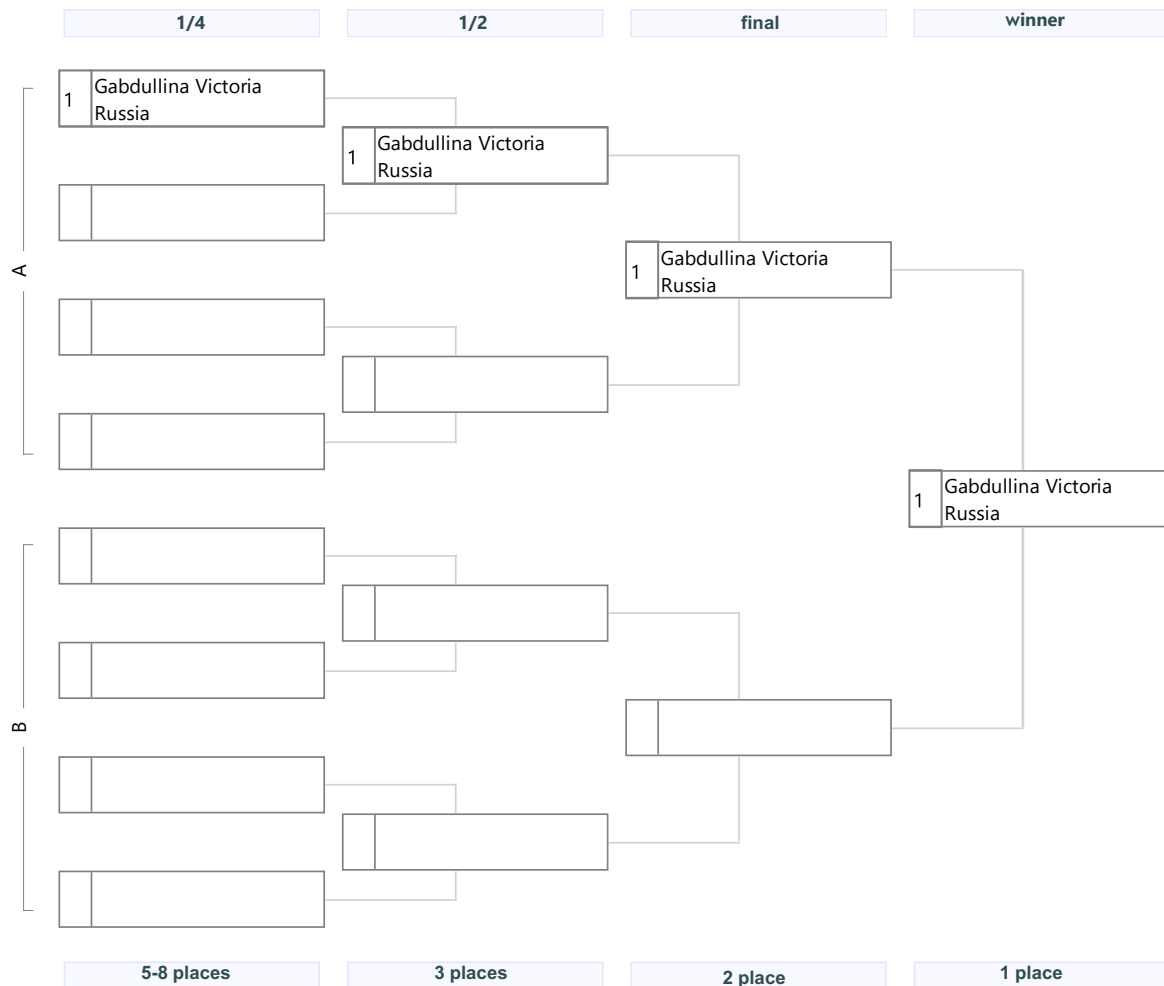 1/4
1/2
final
winner
1
Gabdullina Victoria
Russia
1
Gabdullina Victoria
Russia
A
1
Gabdullina Victoria
Russia
1
Gabdullina Victoria
Russia
B
5-8 places
3 places
2 place
1 place